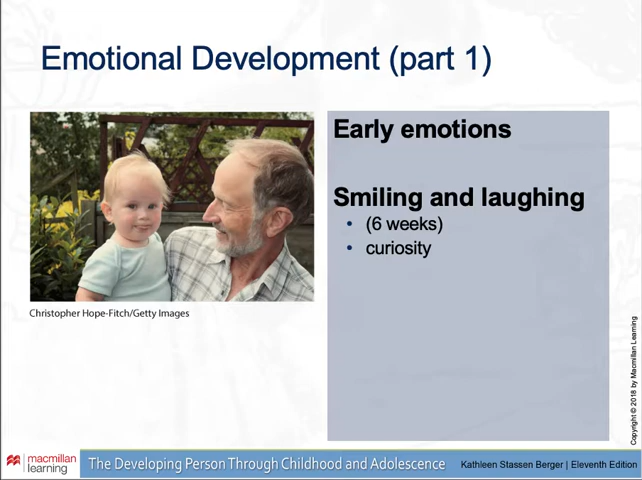 Emotional Development (part 1)
Early emotions
Smiling and laughing
• (6 weeks)
• curiosity
Christopher Hope-Fitch/Getty Images
Copyright © 2018 by Macmillan Learning
macmillan
learning
The Developing Person Through Childhood and Adolescence
Kathleen Stassen Berger | Eleventh Edition